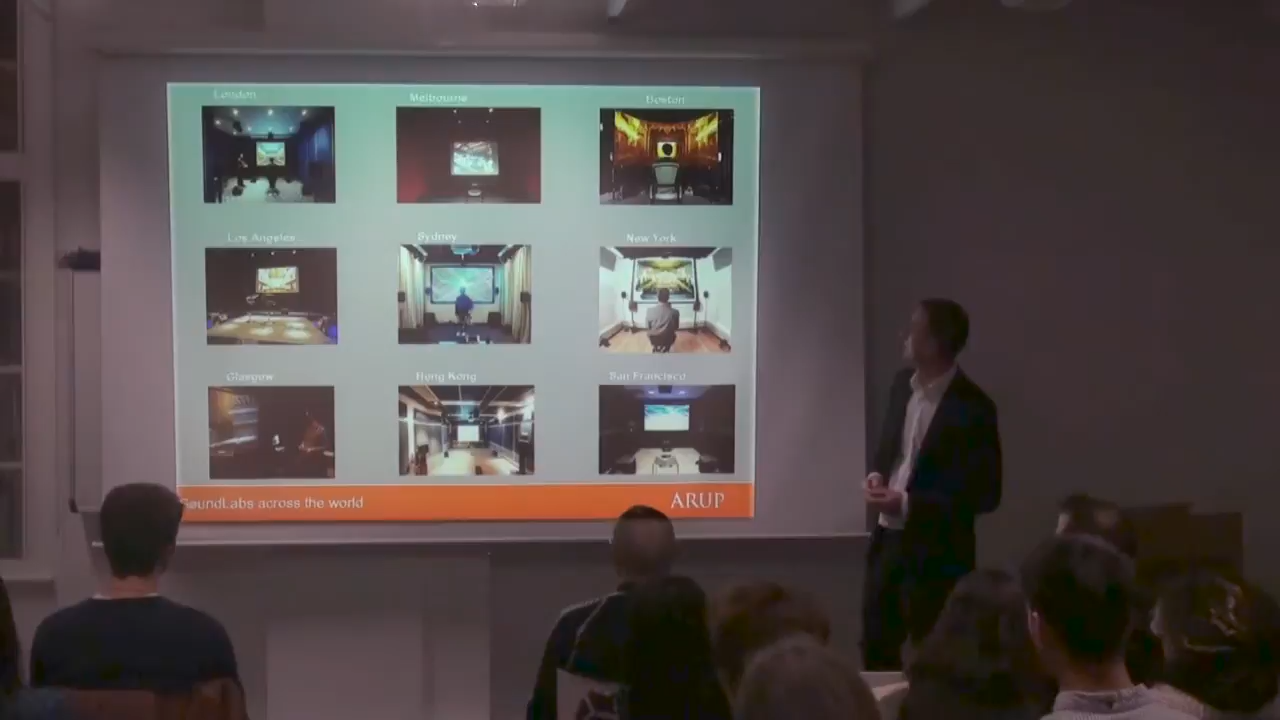 London
Melbourne
Boston
Los Angeles
Sydney
New York
Glasgow
Hong Kong
San Francisco
SoundLabs across the world
ARUP